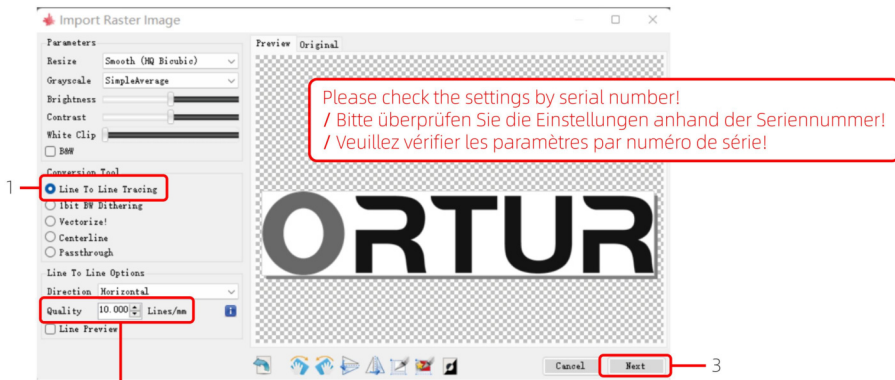 Import Raster Image
Parameters
Resize Smooth (HQ Bicubic)
Grayscale SimpleAverage
Brightness
Contrast
White Clip
B&W
Conversion Tool
1
Line To Line Tracing
1bit BW Dithering
Vectorize!
Centerline
Passthrough
Line To Line Options
Direction Horizontal
Quality 10.000 Lines/mm
Line Preview
Preview Original
Please check the settings by serial number!
/ Bitte überprüfen Sie die Einstellungen anhand der Seriennummer!
/ Veuillez vérifier les paramètres par numéro de série!
ORTUR
Cancel Next
3